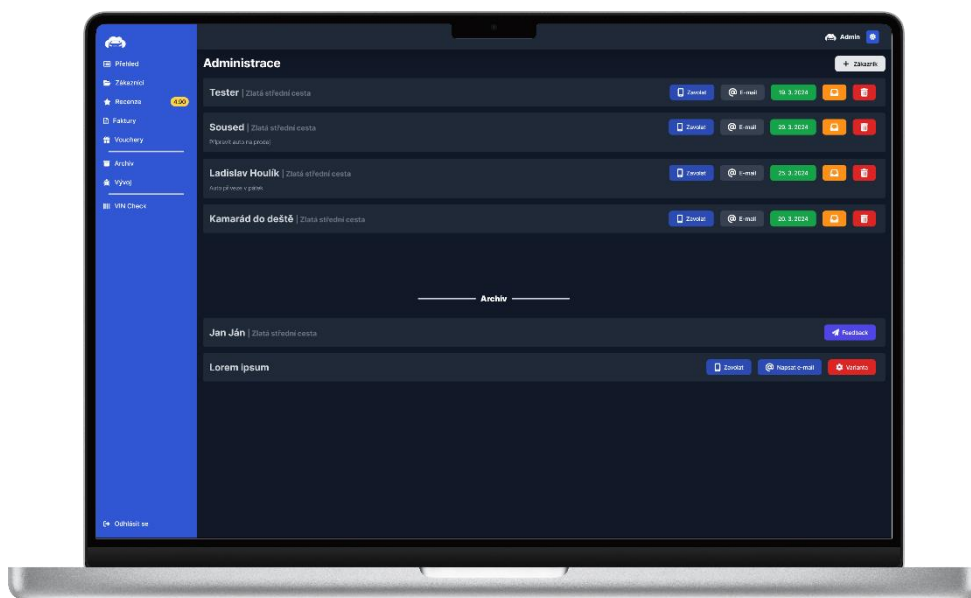 Admin
Přehled
Zákazníci
Recenze 4.90
Faktury
Vouchery
Archiv
Vývoj
VIN Check
Odhlásit se
Administrace
+ Zákazník
Tester | Zlatá střední cesta
Zavolat @ E-mail 19. 3. 2024
Soused | Zlatá střední cesta
Připravit auto na prodej
Zavolat @ E-mail 20. 3. 2024
Ladislav Houlík | Zlatá střední cesta
Auto přiveze v pátek
Zavolat @ E-mail 25. 3. 2024
Kamarád do deště | Zlatá střední cesta
Zavolat @ E-mail 20. 3. 2024
Archiv
Jan Ján | Zlatá střední cesta
Feedback
Lorem ipsum
Zavolat @ Napsat e-mail Varianta